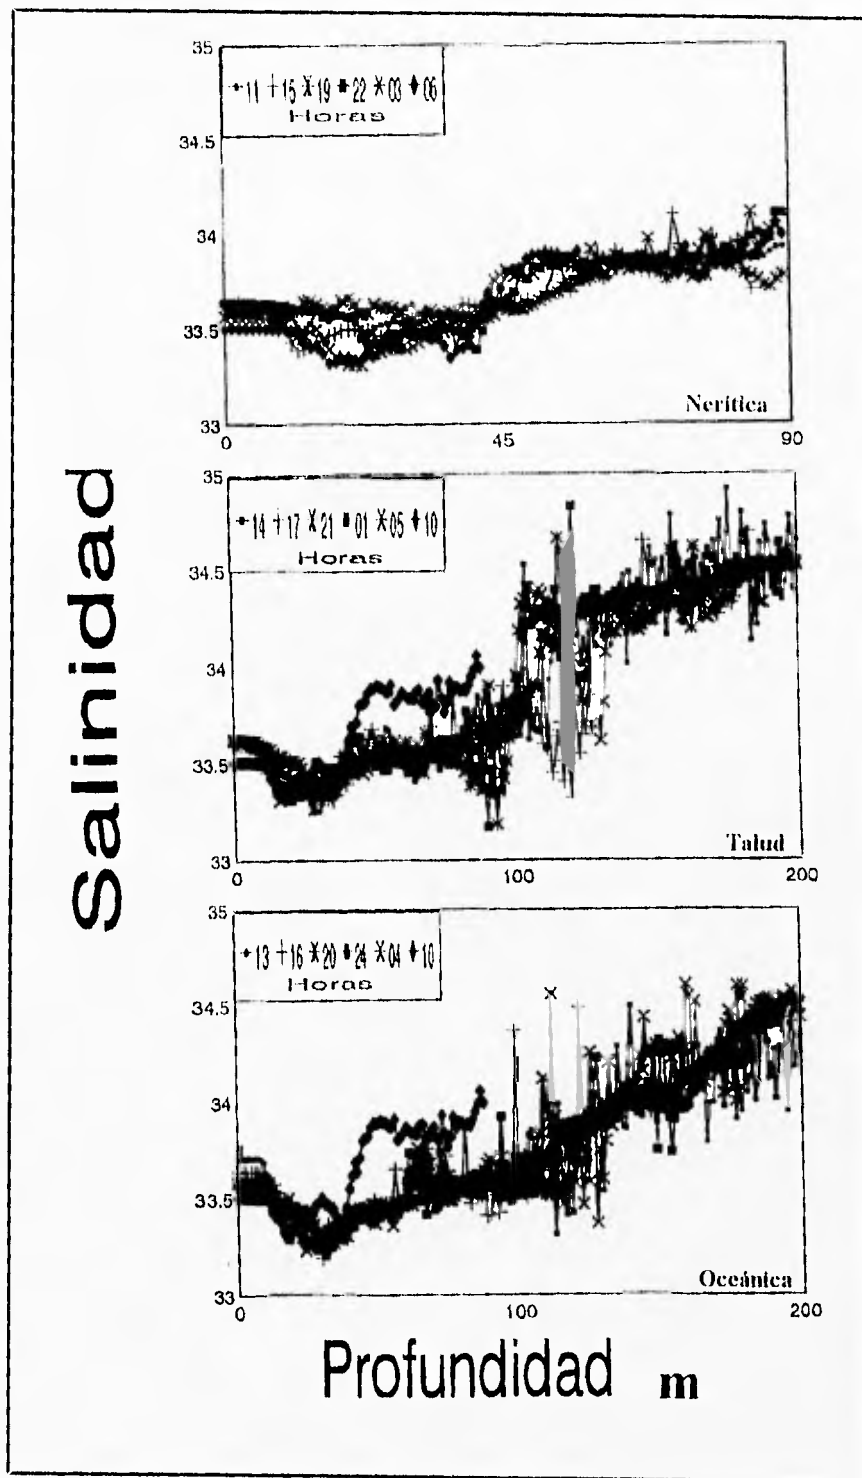 Salinidad
35
34.5
34
33.5
33
11 15 19 22 03 06
Horas
Nerítica
0 45 90
35
34.5
34
33.5
33
14 17 21 01 05 10
Horas
Talud
0 100 200
35
34.5
34
33.5
33
13 16 20 24 04 10
Horas
Oceánica
0 100 200
Profundidad m